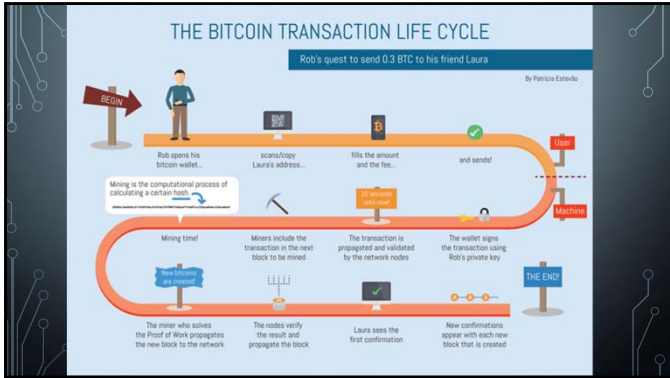 THE BITCOIN TRANSACTION LIFE CYCLE
Rob's quest to send 0.3 BTC to his friend Laura
By Patrícia Estevão
BEGIN
Rob opens his
bitcoin wallet...
scans/copy
Laura's address...
fills the amount
and the fee...
and sends!
User
Machine
The wallet signs
the transaction using
Rob's private key
10 seconds
until now!
The transaction is
propagated and validated
by the network nodes
Miners include the
transaction in the next
block to be mined
Mining is the computational process of
calculating a certain hash.
Mining time!
New bitcoins
are created!
The miner who solves
the Proof of Work propagates
the new block to the network
The nodes verify
the result and
propagate the block
Laura sees the
first confirmation
New confirmations
appear with each new
block that is created
THE END!